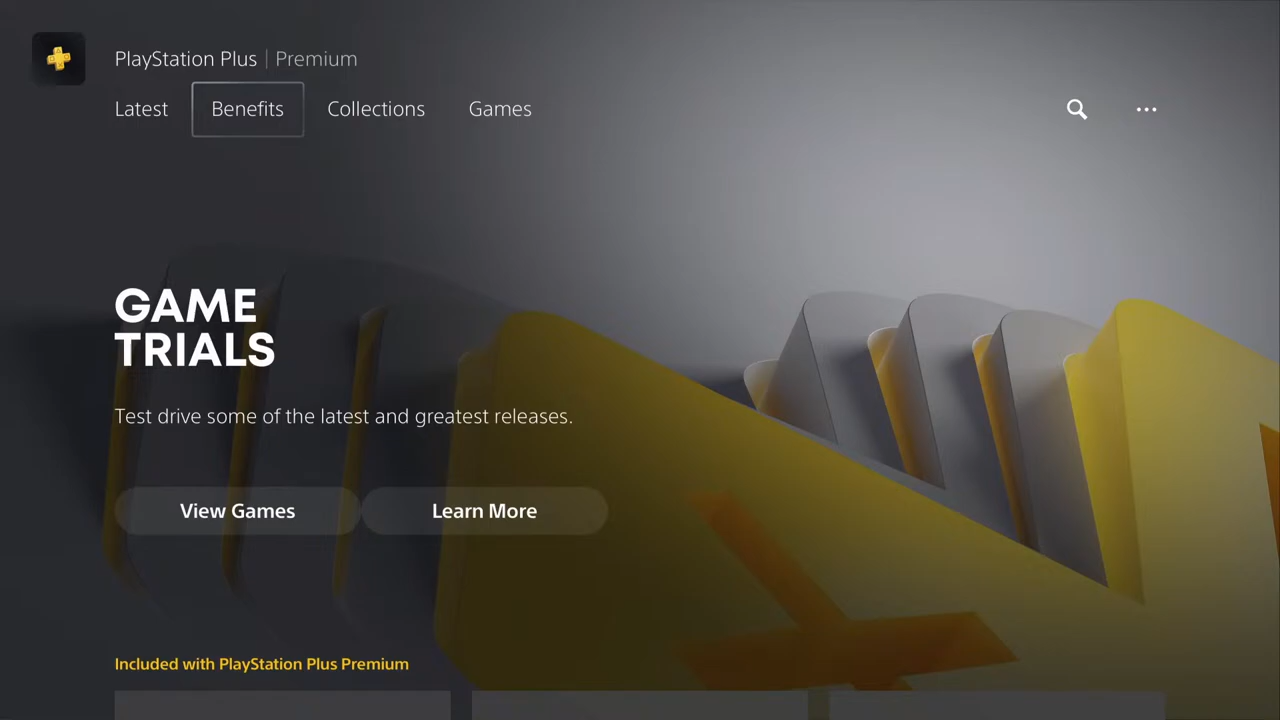 PlayStation Plus | Premium
Latest
Benefits
Collections
Games
GAME
TRIALS
Test drive some of the latest and greatest releases.
View Games
Learn More
Included with PlayStation Plus Premium